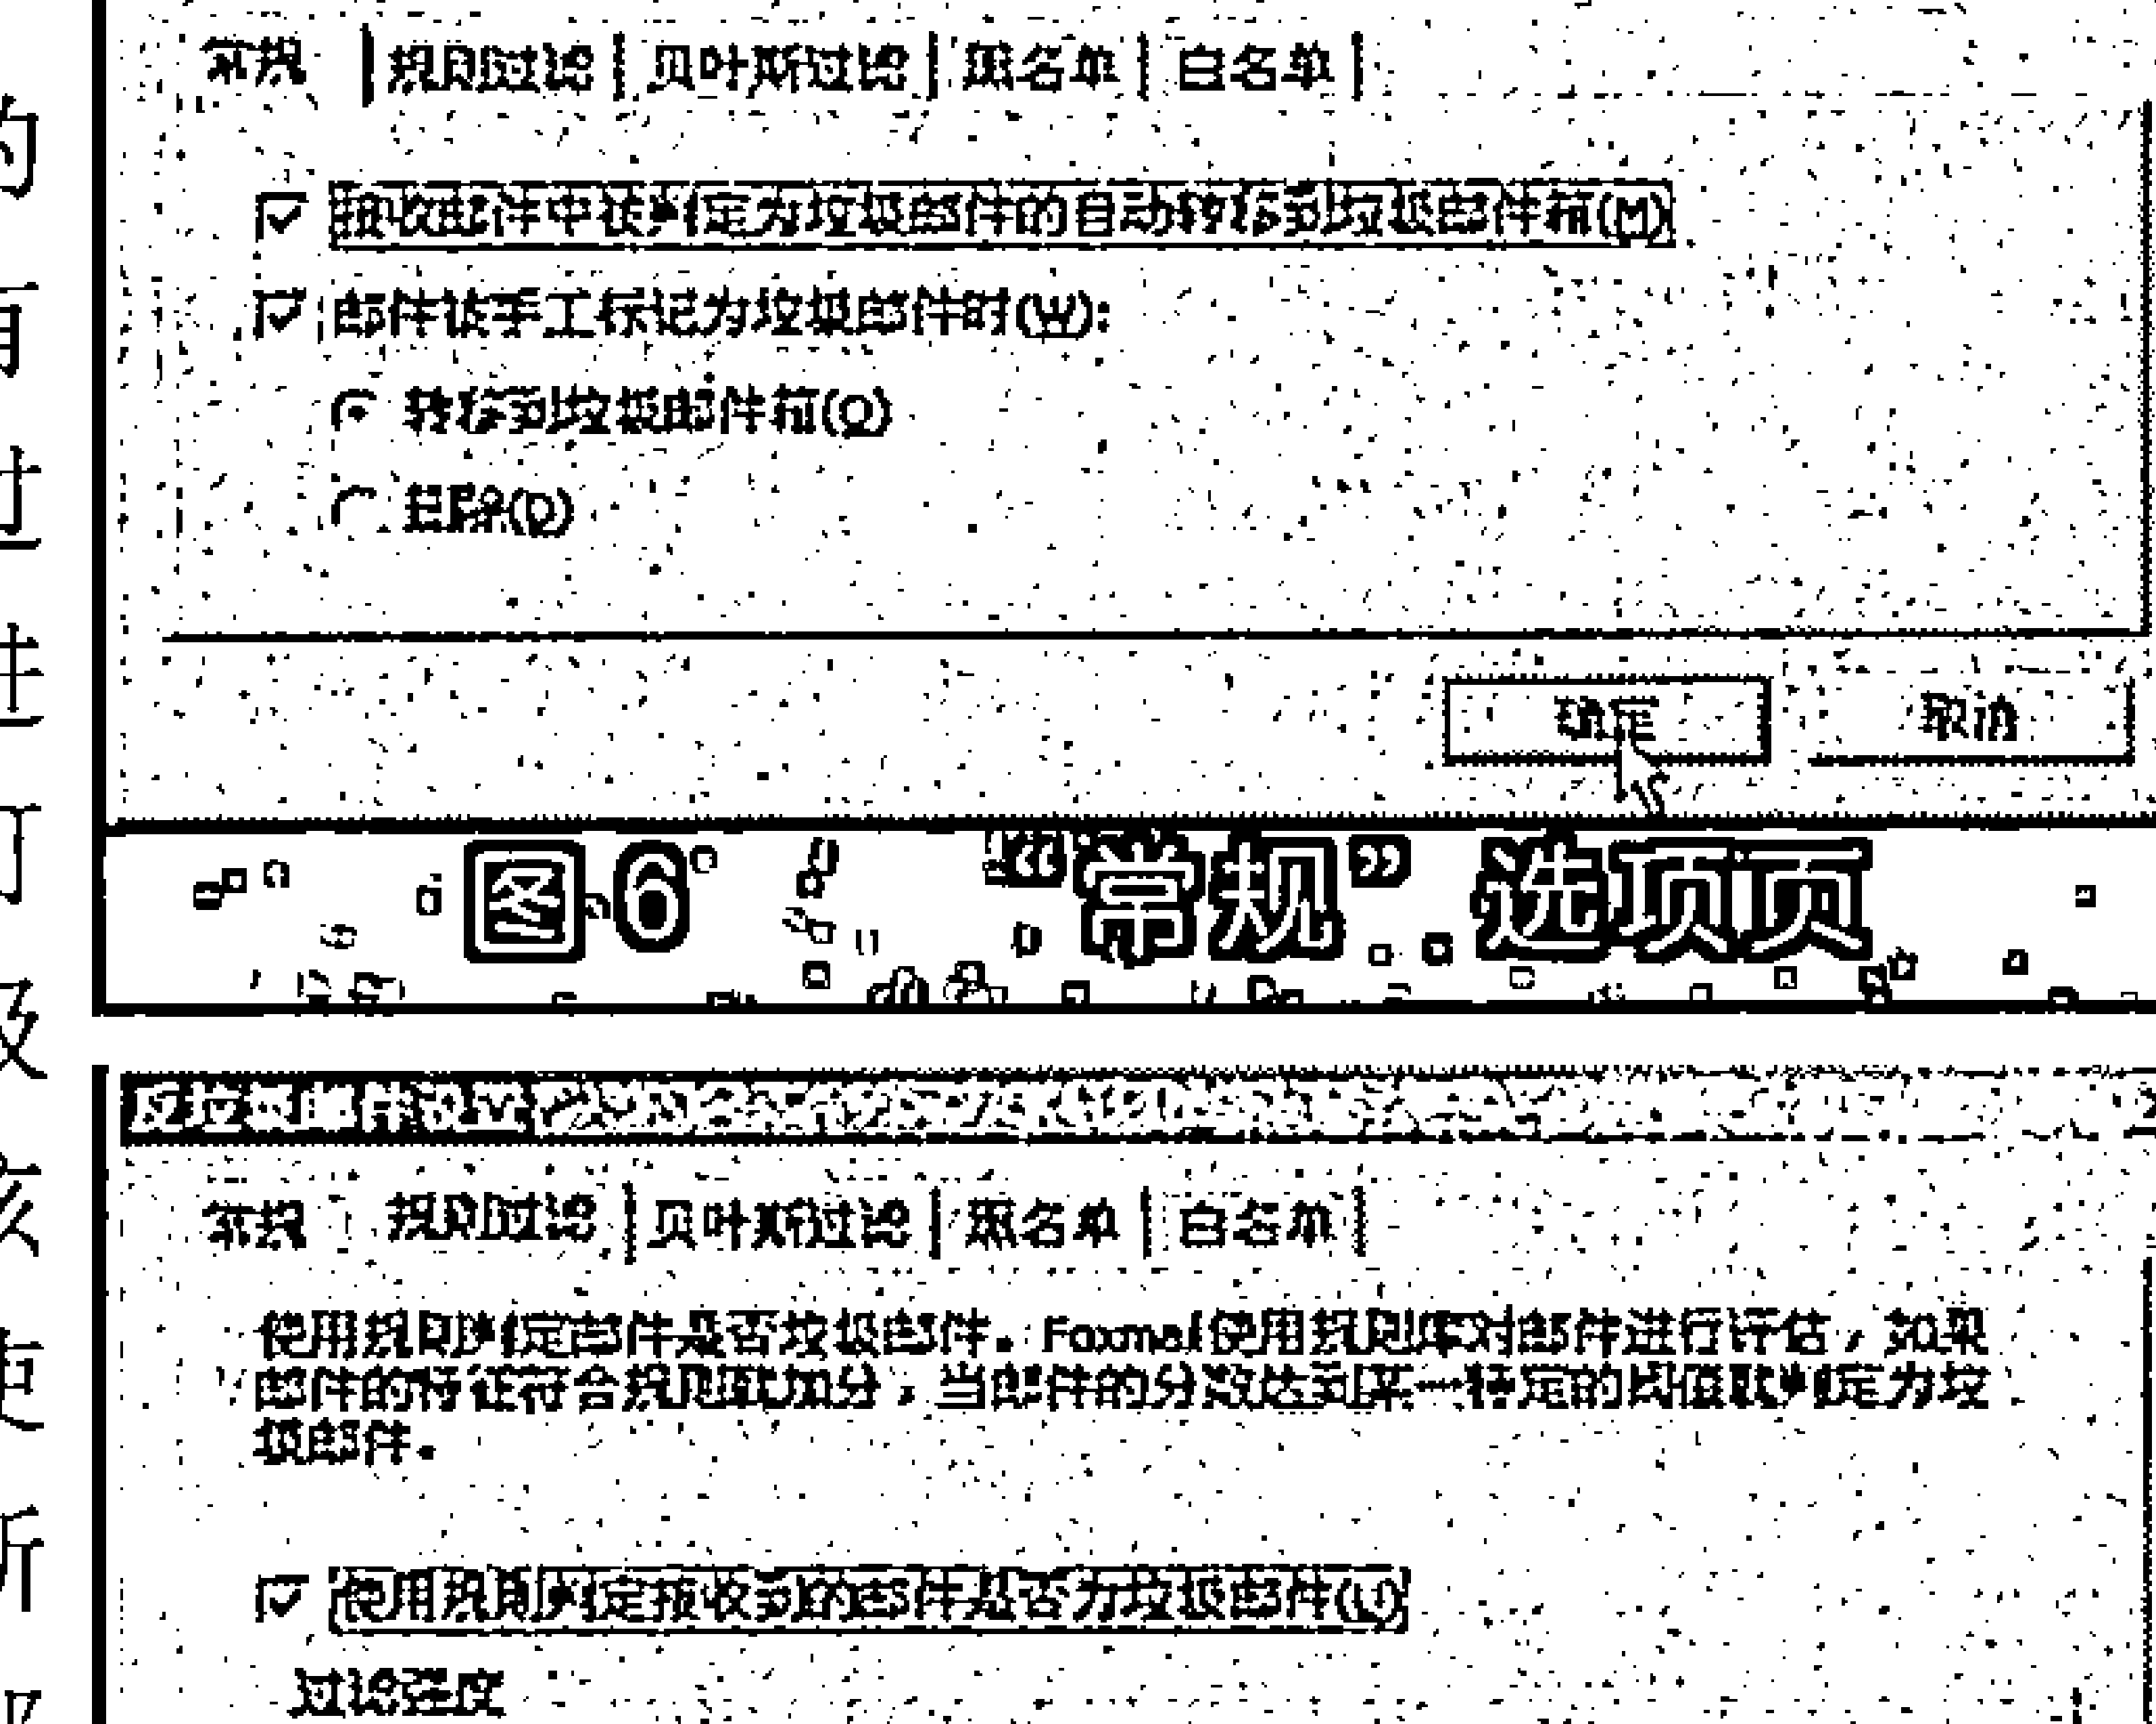 常规 规则过滤 贝叶斯过滤 黑名单 白名单
接收邮件中被判定为垃圾邮件的自动转移到垃圾邮件箱(M)
邮件被手工标记为垃圾邮件时(W):
转移到垃圾邮件箱(O)
删除(D)
确定 取消
图6 “常规”选项页
反垃圾邮件设置
常规 规则过滤 贝叶斯过滤 黑名单 白名单
使用规则判定邮件是否垃圾邮件。Foxmail使用规则库对邮件进行评估，如果
邮件的特征符合规则就加分，当邮件的分数达到某一特定的阈值就判定为垃
圾邮件。
使用规则判定接收到的邮件是否为垃圾邮件(U)
过滤强度